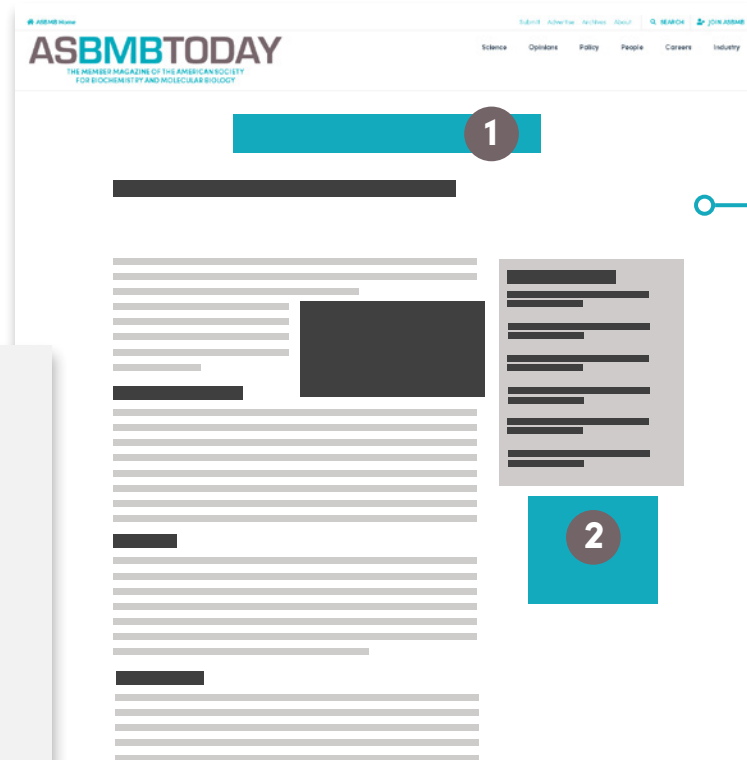 ASBMB Home
Submit Advertise Archives About SEARCH JOIN ASBMB
ASBMBTODAY
THE MEMBER MAGAZINE OF THE AMERICAN SOCIETY
FOR BIOCHEMISTRY AND MOLECULAR BIOLOGY
Science Opinions Policy People Careers Industry
1
2